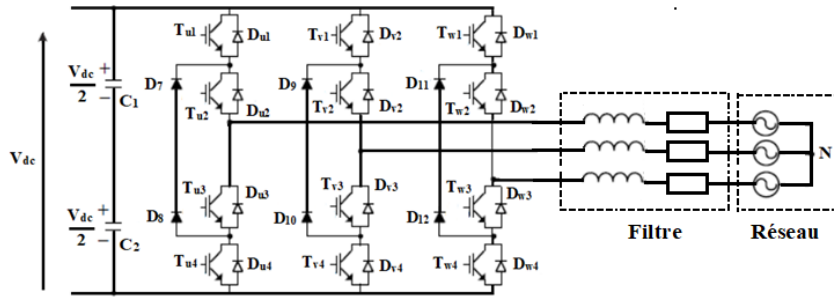 Tu1 Du1 Tv1 Dv2 Tw1 Dw1
Vdc/2 + − C1
D7 Tu2 Du2 D9 Tv2 Dv2 D11 Tw2 Dw2
Vdc
N
Tu3 Du3 Tv3 Dv3 Tw3 Dw3
Vdc/2 + − C2
D8 D10 D12
Tu4 Du4 Tv4 Dv4 Tw4 Dw4
Filtre Réseau